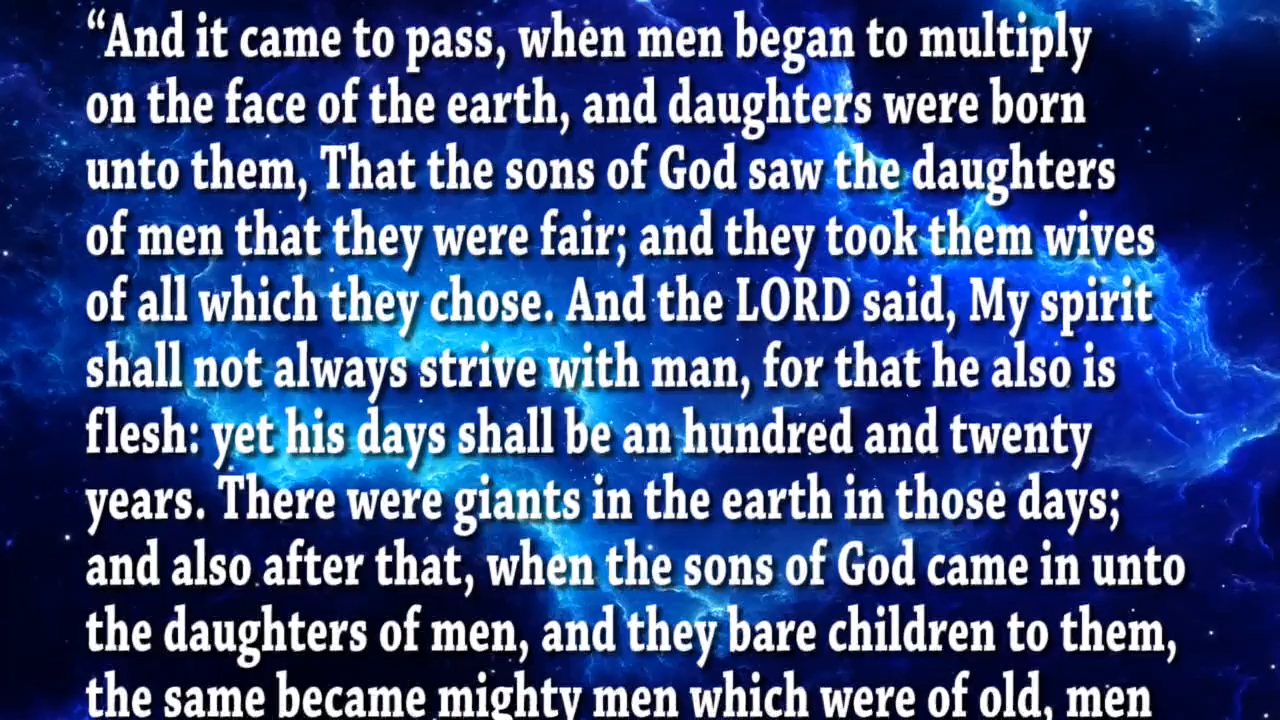 “And it came to pass, when men began to multiply
on the face of the earth, and daughters were born
unto them, That the sons of God saw the daughters
of men that they were fair; and they took them wives
of all which they chose. And the LORD said, My spirit
shall not always strive with man, for that he also is
flesh: yet his days shall be an hundred and twenty
years. There were giants in the earth in those days;
and also after that, when the sons of God came in unto
the daughters of men, and they bare children to them,
the same became mighty men which were of old, men